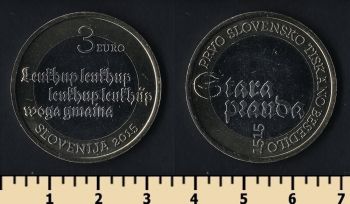 3 EURO
Leukhup leukhup
leukhup leukhup
woga gmaina
SLOVENIJA 2015
PRVO SLOVENSKO TISKANO BESEDILO
Stara
prauda
1515
1 2 3 4 5 6 7